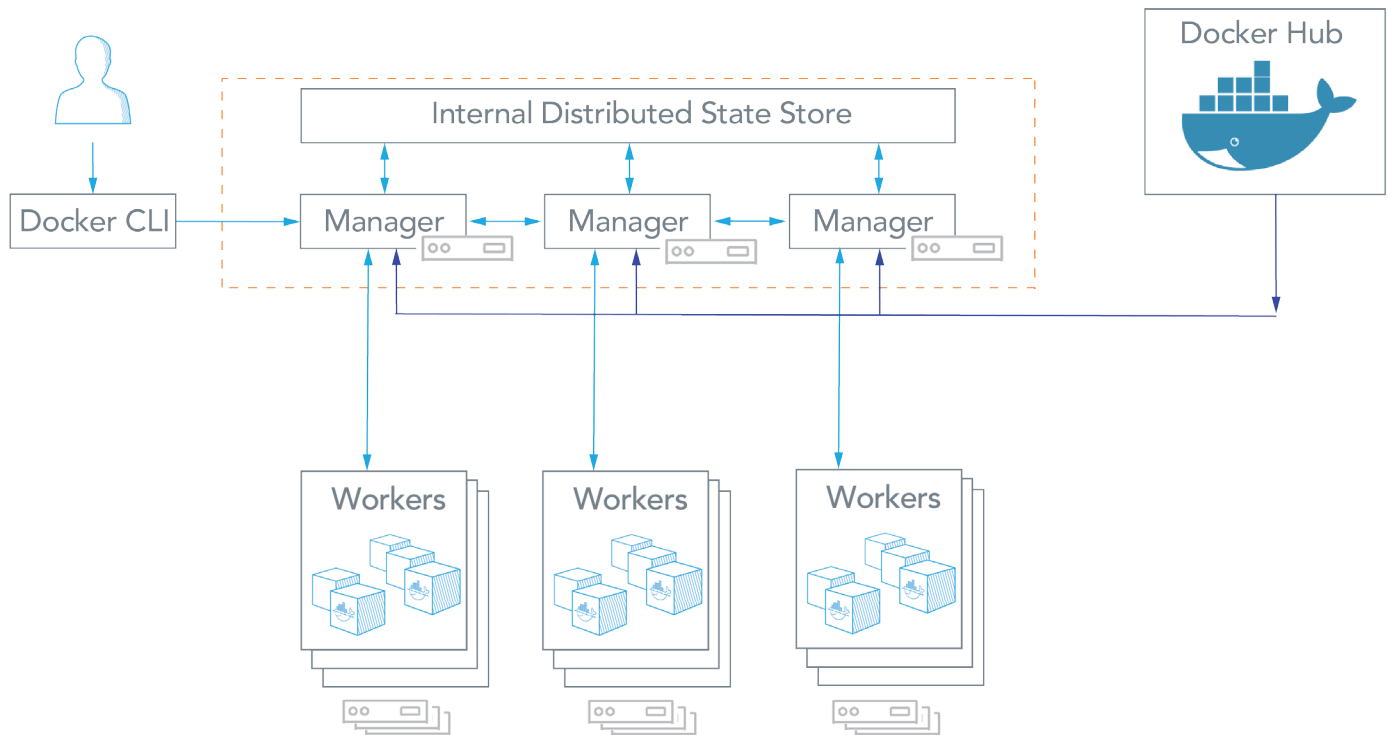 Docker Hub
Internal Distributed State Store
Docker CLI
Manager
Manager
Manager
Workers
Workers
Workers